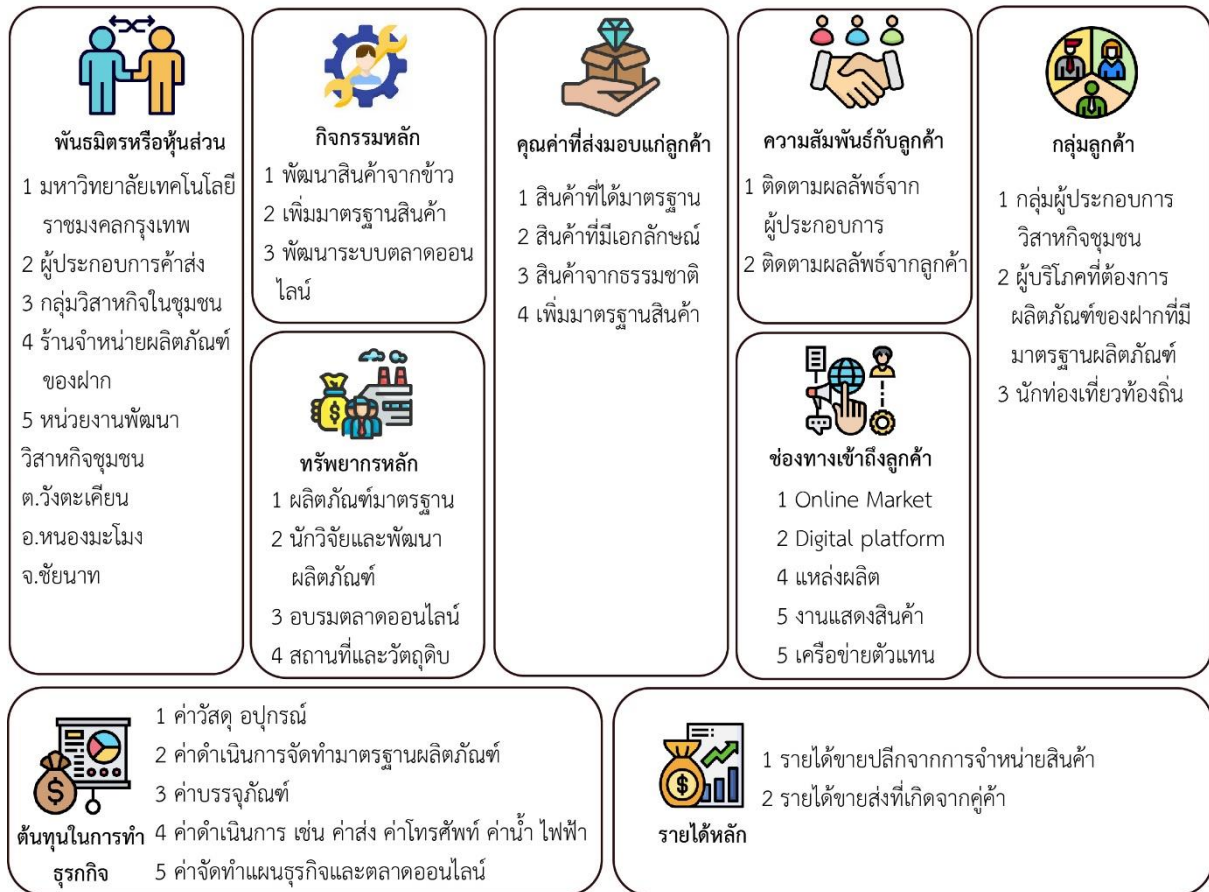 พันธมิตรหรือหุ้นส่วน
1 มหาวิทยาลัยเทคโนโลยี
ราชมงคลกรุงเทพ
2 ผู้ประกอบการค้าส่ง
3 กลุ่มวิสาหกิจในชุมชน
4 ร้านจำหน่ายผลิตภัณฑ์
ของฝาก
5 หน่วยงานพัฒนา
วิสาหกิจชุมชน
ต.วังตะเคียน
อ.หนองมะโมง
จ.ชัยนาท
กิจกรรมหลัก
1 พัฒนาสินค้าจากข้าว
2 เพิ่มมาตรฐานสินค้า
3 พัฒนาระบบตลาดออน
ไลน์
ทรัพยากรหลัก
1 ผลิตภัณฑ์มาตรฐาน
2 นักวิจัยและพัฒนา
ผลิตภัณฑ์
3 อบรมตลาดออนไลน์
4 สถานที่และวัตถุดิบ
คุณค่าที่ส่งมอบแก่ลูกค้า
1 สินค้าที่ได้มาตรฐาน
2 สินค้าที่มีเอกลักษณ์
3 สินค้าจากธรรมชาติ
4 เพิ่มมาตรฐานสินค้า
ความสัมพันธ์กับลูกค้า
1 ติดตามผลลัพธ์จาก
ผู้ประกอบการ
2 ติดตามผลลัพธ์จากลูกค้า
ช่องทางเข้าถึงลูกค้า
1 Online Market
2 Digital platform
4 แหล่งผลิต
5 งานแสดงสินค้า
5 เครือข่ายตัวแทน
กลุ่มลูกค้า
1 กลุ่มผู้ประกอบการ
วิสาหกิจชุมชน
2 ผู้บริโภคที่ต้องการ
ผลิตภัณฑ์ของฝากที่มี
มาตรฐานผลิตภัณฑ์
3 นักท่องเที่ยวท้องถิ่น
ต้นทุนในการทำ
ธุรกกิจ
1 ค่าวัสดุ อปุกรณ์
2 ค่าดำเนินการจัดทำมาตรฐานผลิตภัณฑ์
3 ค่าบรรจุภัณฑ์
4 ค่าดำเนินการ เช่น ค่าส่ง ค่าโทรศัพท์ ค่าน้ำ ไฟฟ้า
5 ค่าจัดทำแผนธุรกิจและตลาดออนไลน์
รายได้หลัก
1 รายได้ขายปลีกจากการจำหน่ายสินค้า
2 รายได้ขายส่งที่เกิดจากคู่ค้า